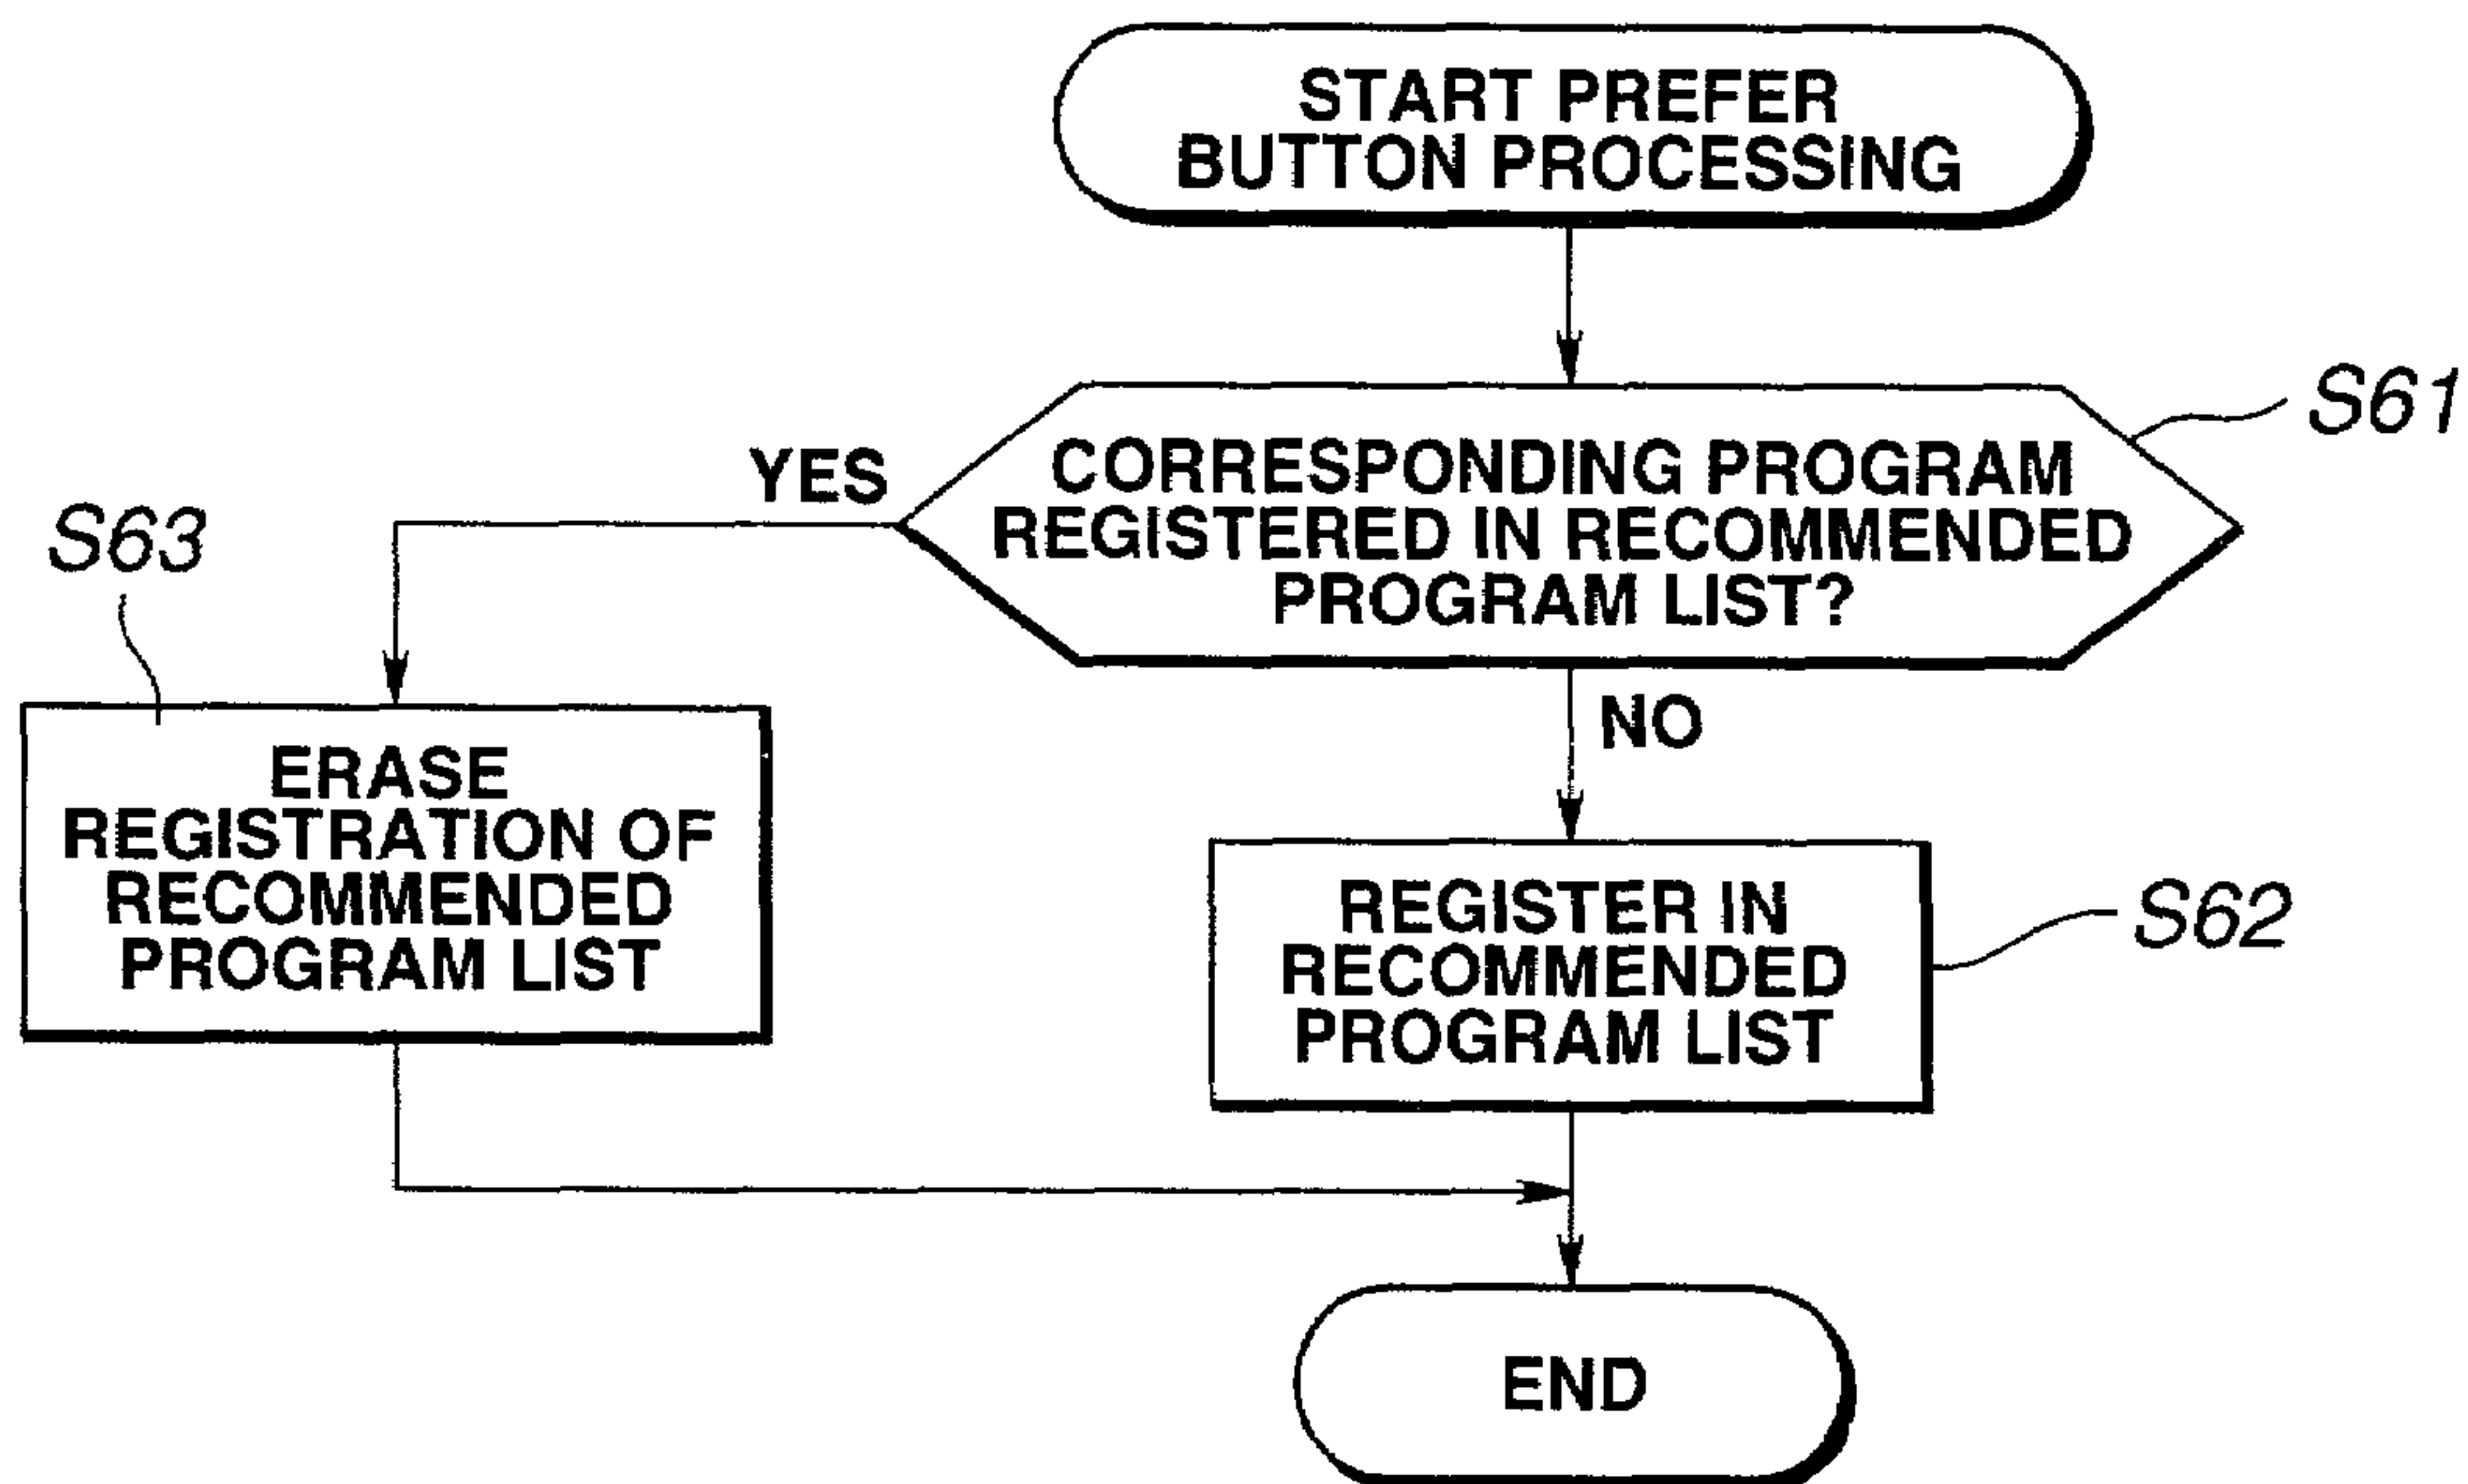 START PREFER
BUTTON PROCESSING
S61
CORRESPONDING PROGRAM
REGISTERED IN RECOMMENDED
PROGRAM LIST?
YES
S63
NO
ERASE
REGISTRATION OF
RECOMMENDED
PROGRAM LIST
REGISTER IN
RECOMMENDED
PROGRAM LIST
S62
END